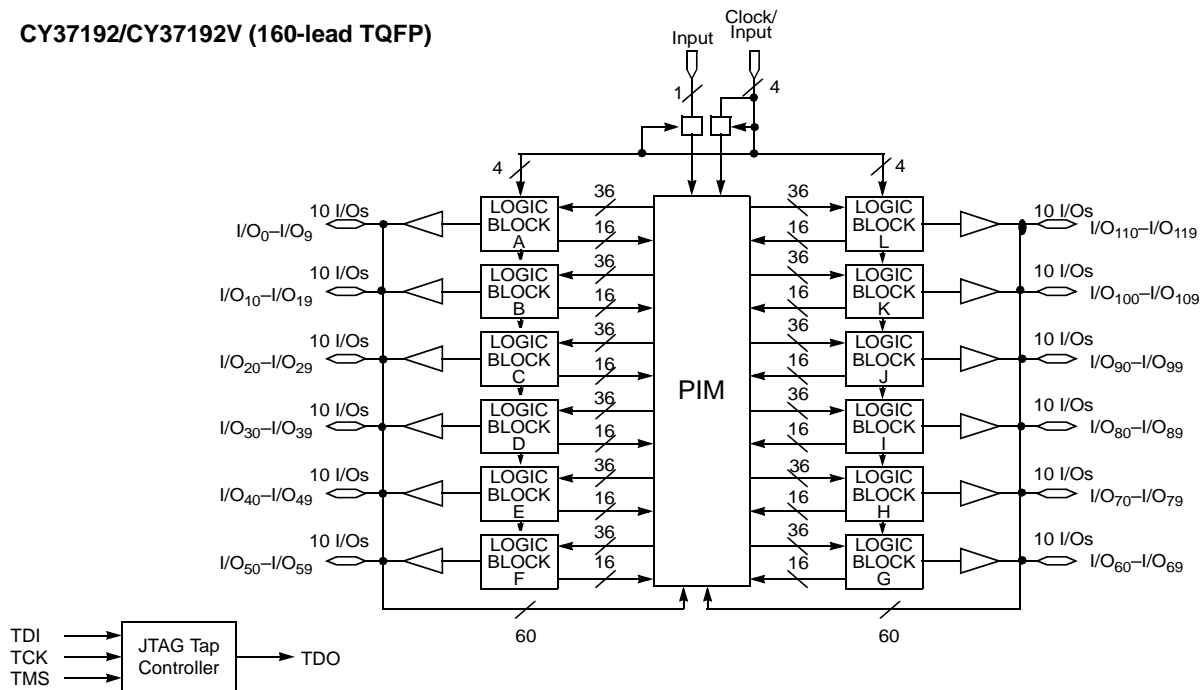 CY37192/CY37192V (160-lead TQFP)
Clock/
Input
Input
1
4
4
4
10 I/Os
I/O0–I/O9
LOGIC
BLOCK
A
36
16
PIM
36
16
LOGIC
BLOCK
L
10 I/Os
I/O110–I/O119
10 I/Os
I/O10–I/O19
LOGIC
BLOCK
B
36
16
36
16
LOGIC
BLOCK
K
10 I/Os
I/O100–I/O109
10 I/Os
I/O20–I/O29
LOGIC
BLOCK
C
36
16
36
16
LOGIC
BLOCK
J
10 I/Os
I/O90–I/O99
10 I/Os
I/O30–I/O39
LOGIC
BLOCK
D
36
16
36
16
LOGIC
BLOCK
I
10 I/Os
I/O80–I/O89
10 I/Os
I/O40–I/O49
LOGIC
BLOCK
E
36
16
36
16
LOGIC
BLOCK
H
10 I/Os
I/O70–I/O79
10 I/Os
I/O50–I/O59
LOGIC
BLOCK
F
36
16
36
16
LOGIC
BLOCK
G
10 I/Os
I/O60–I/O69
60
60
TDI
TCK
TMS
JTAG Tap
Controller
TDO